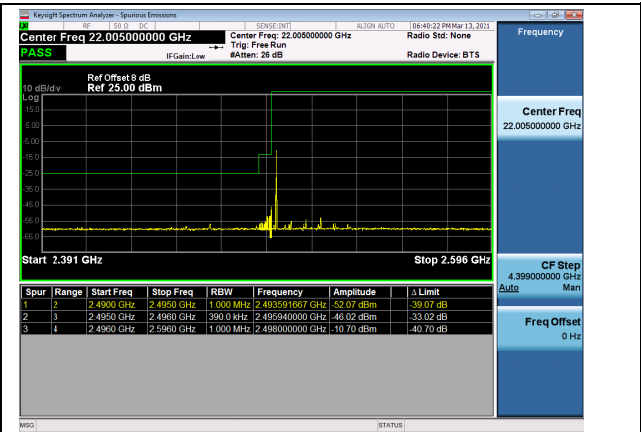 Keysight Spectrum Analyzer - Spurious Emissions
RF 50 Ω DC SENSE:INT ALIGN AUTO 06:40:22 PM Mar 13, 2021
Center Freq 22.005000000 GHz
Center Freq: 22.005000000 GHz
Radio Std: None
Trig: Free Run
PASS
IFGain:Low
#Atten: 26 dB
Radio Device: BTS
Ref Offset 8 dB
10 dB/div Ref 25.00 dBm
Log
15.0
5.00
-5.00
-15.0
-25.0
-35.0
-45.0
-55.0
-65.0
Start 2.391 GHz
Stop 2.596 GHz
Spur Range Start Freq Stop Freq RBW Frequency Amplitude Δ Limit
1 2 2.4900 GHz 2.4950 GHz 1.000 MHz 2.493591667 GHz -52.07 dBm -39.07 dB
2 3 2.4950 GHz 2.4960 GHz 390.0 kHz 2.495940000 GHz -46.02 dBm -33.02 dB
3 4 2.4960 GHz 2.5960 GHz 1.000 MHz 2.498000000 GHz -10.70 dBm -40.70 dB
MSG
STATUS
Frequency
Center Freq
22.005000000 GHz
CF Step
4.399000000 GHz
Auto Man
Freq Offset
0 Hz